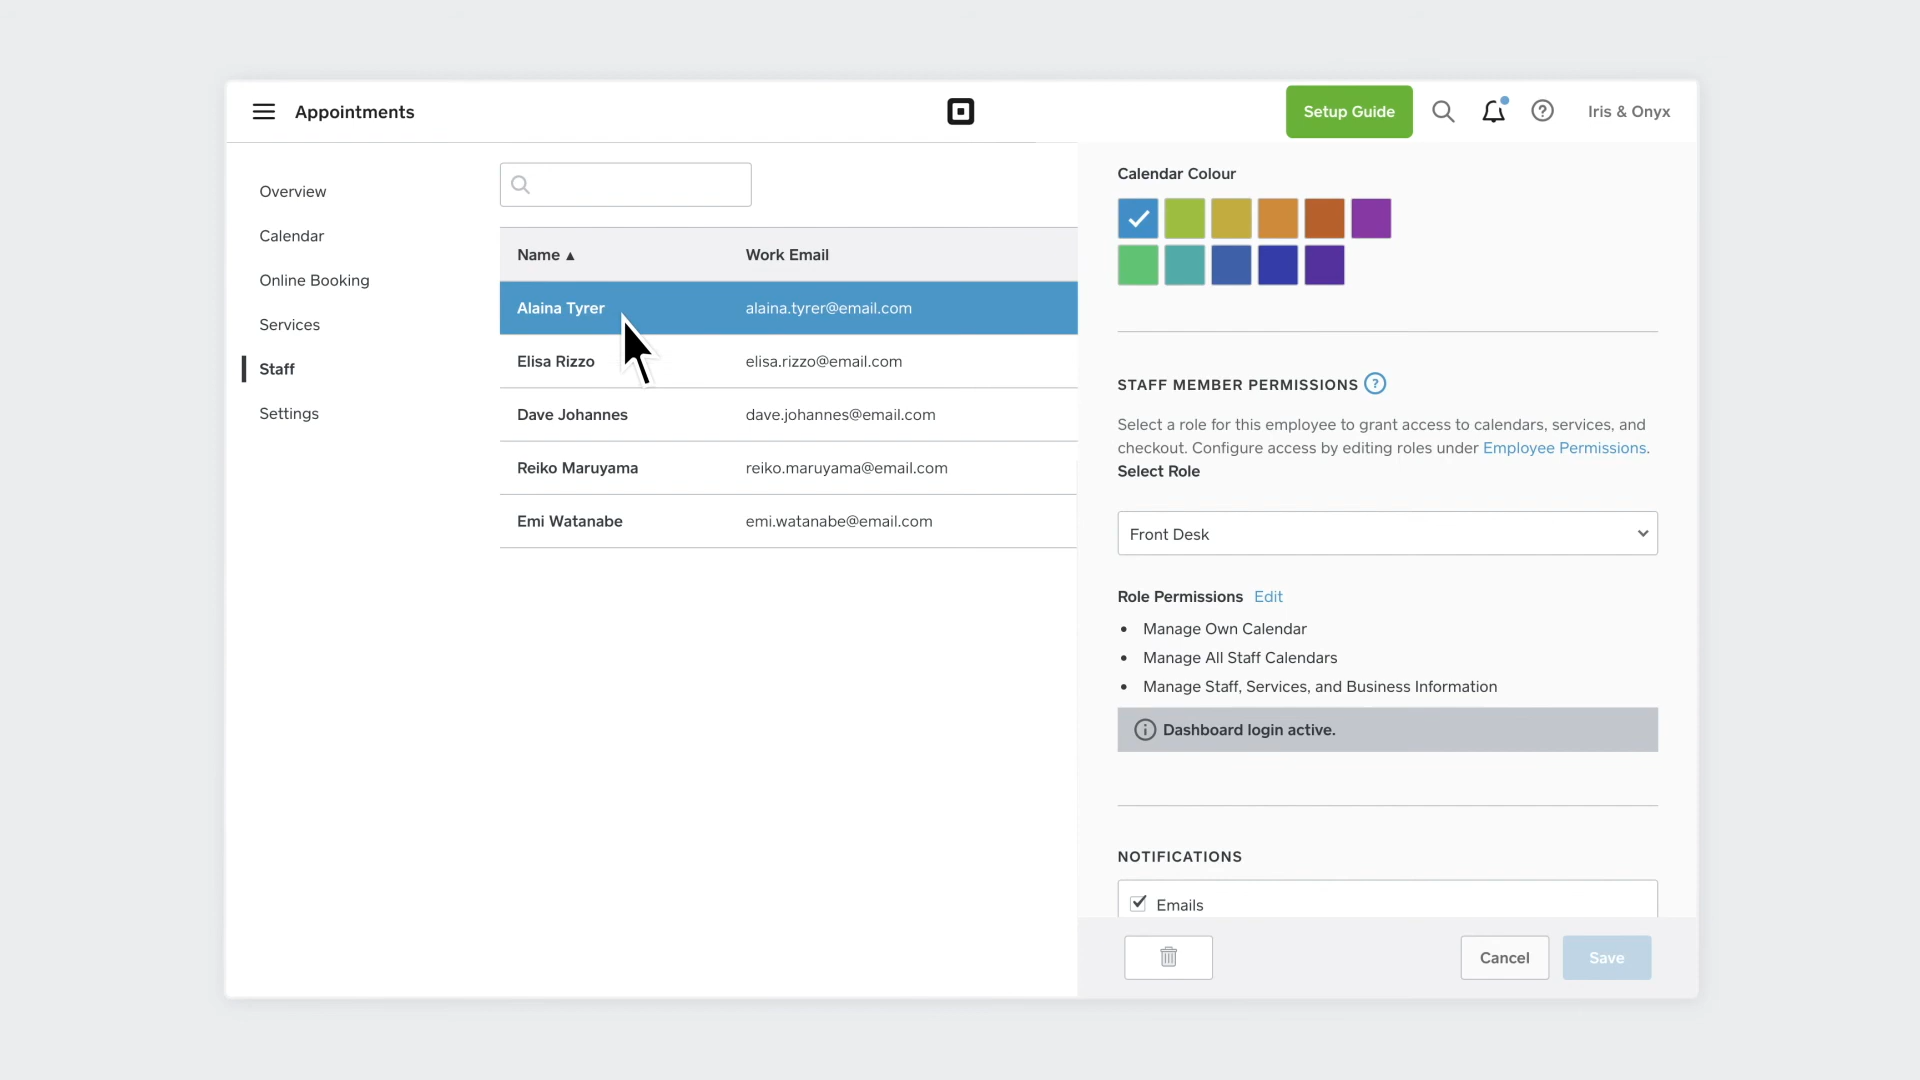 Appointments
Setup Guide
Iris & Onyx
Overview
Calendar
Online Booking
Services
Staff
Settings
Name ▲ Work Email
Alaina Tyrer alaina.tyrer@email.com
Elisa Rizzo elisa.rizzo@email.com
Dave Johannes dave.johannes@email.com
Reiko Maruyama reiko.maruyama@email.com
Emi Watanabe emi.watanabe@email.com
Calendar Colour
STAFF MEMBER PERMISSIONS ?
Select a role for this employee to grant access to calendars, services, and
checkout. Configure access by editing roles under Employee Permissions.
Select Role
Front Desk
Role Permissions Edit
• Manage Own Calendar
• Manage All Staff Calendars
• Manage Staff, Services, and Business Information
Dashboard login active.
NOTIFICATIONS
Emails
Cancel
Save